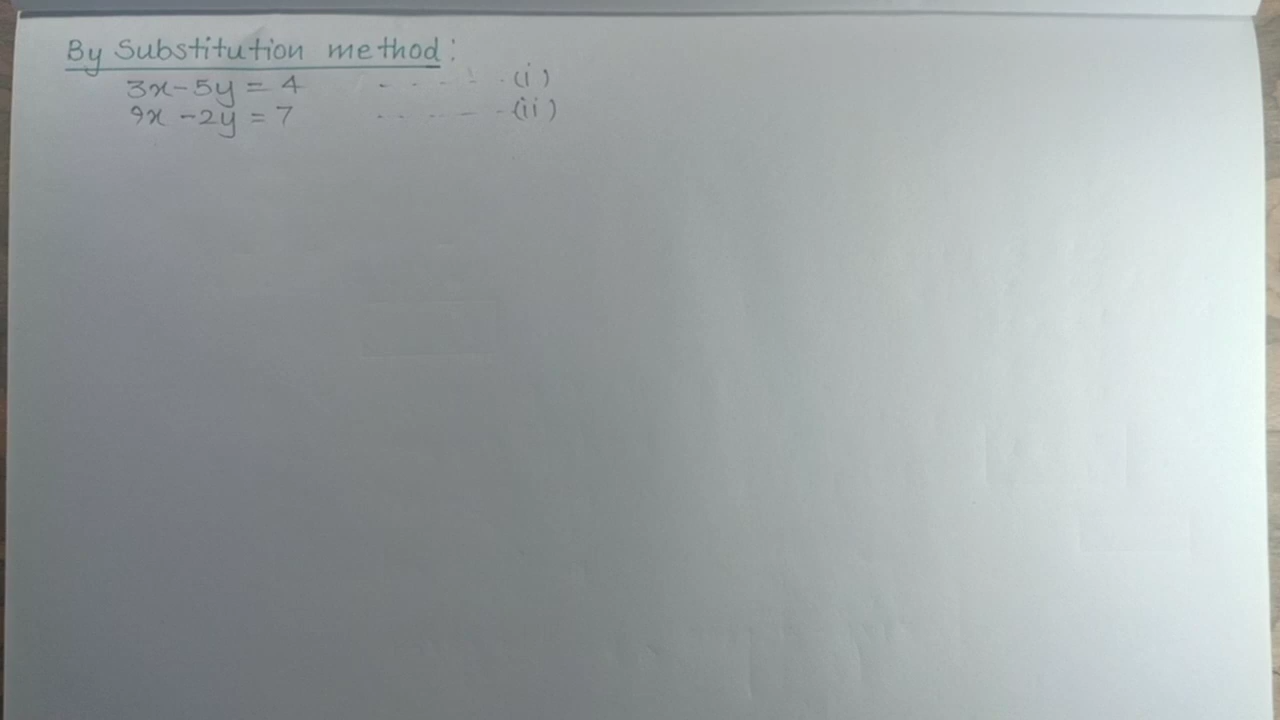 By Substitution method:
3x-5y = 4 - - - - - - (i)
9x -2y = 7 - - - - - - (ii)